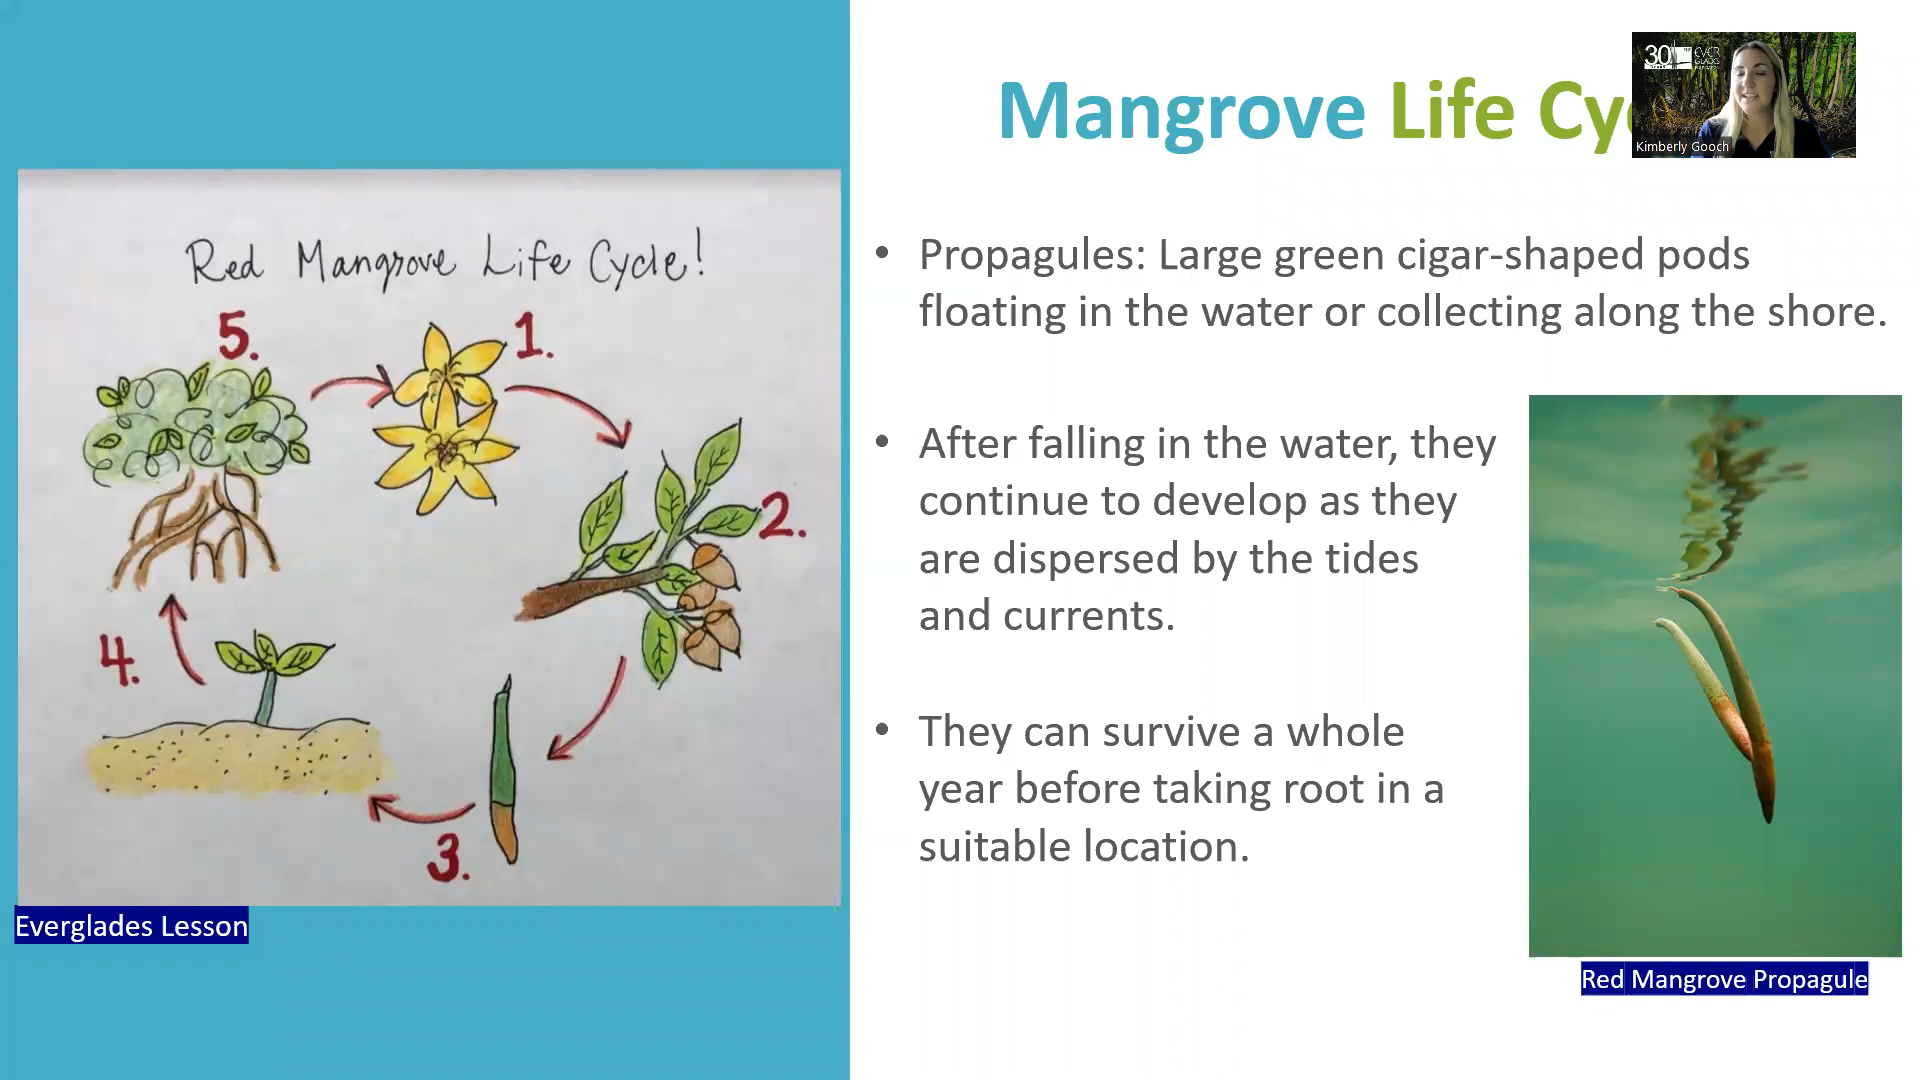 Mangrove Life Cy
30
EVER
GLADES
Kimberly Gooch
Red Mangrove Life Cycle!
5.
1.
2.
4.
3.
Everglades Lesson
• Propagules: Large green cigar-shaped pods
floating in the water or collecting along the shore.
• After falling in the water, they
continue to develop as they
are dispersed by the tides
and currents.
• They can survive a whole
year before taking root in a
suitable location.
Red Mangrove Propagule